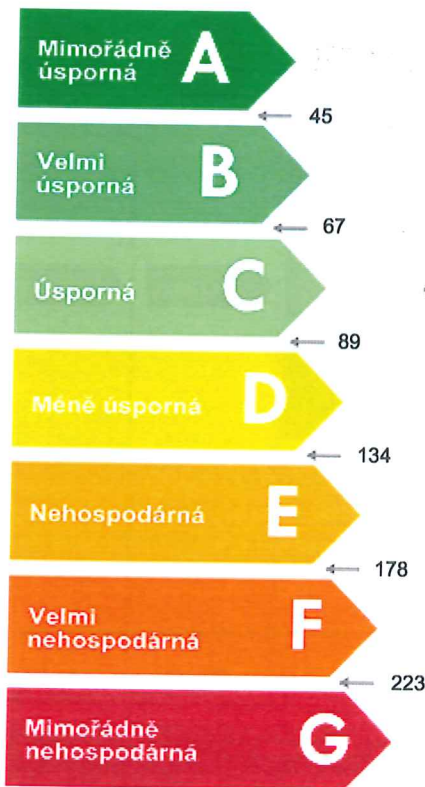 Mimořádně
úsporná A
45
Velmi
úsporná B
67
Úsporná C
89
Méně úsporná D
134
Nehospodárná E
178
Velmi
nehospodárná F
223
Mimořádně
nehospodárná G